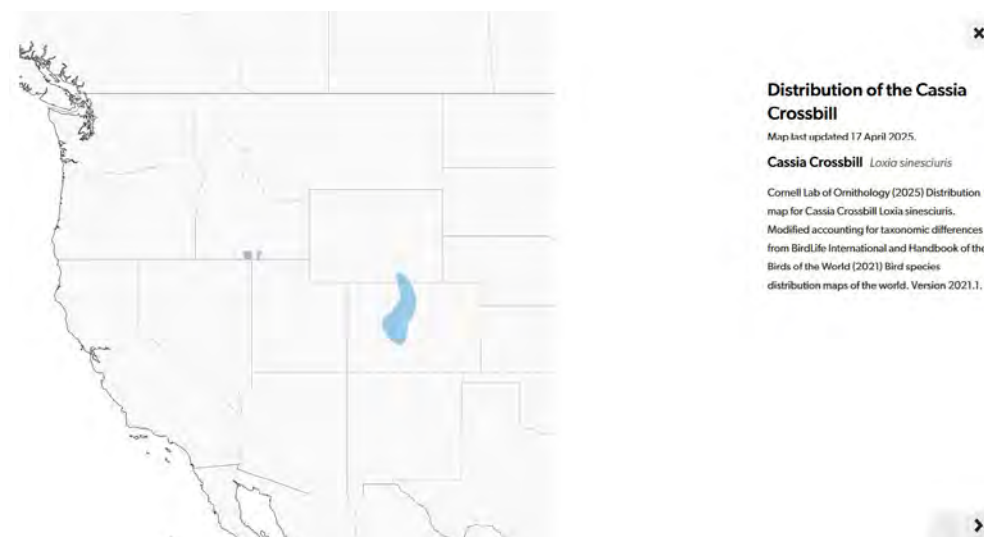 Distribution of the Cassia
Crossbill
Map last updated 17 April 2025.
Cassia Crossbill Loxia sinesciuris
Cornell Lab of Ornithology (2025) Distribution
map for Cassia Crossbill Loxia sinesciuris.
Modified accounting for taxonomic differences
from BirdLife International and Handbook of the
Birds of the World (2021) Bird species
distribution maps of the world. Version 2021.1.